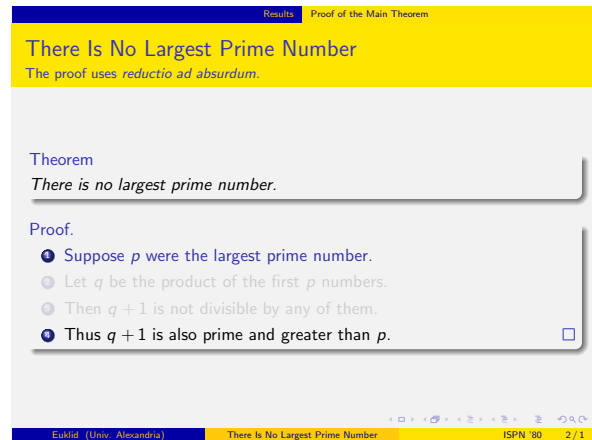 Results Proof of the Main Theorem
There Is No Largest Prime Number
The proof uses reductio ad absurdum.
Theorem
There is no largest prime number.
Proof.
1 Suppose p were the largest prime number.
2 Let q be the product of the first p numbers.
3 Then q + 1 is not divisible by any of them.
4 Thus q + 1 is also prime and greater than p.
Euklid (Univ. Alexandria) There Is No Largest Prime Number ISPN '80 2 / 1